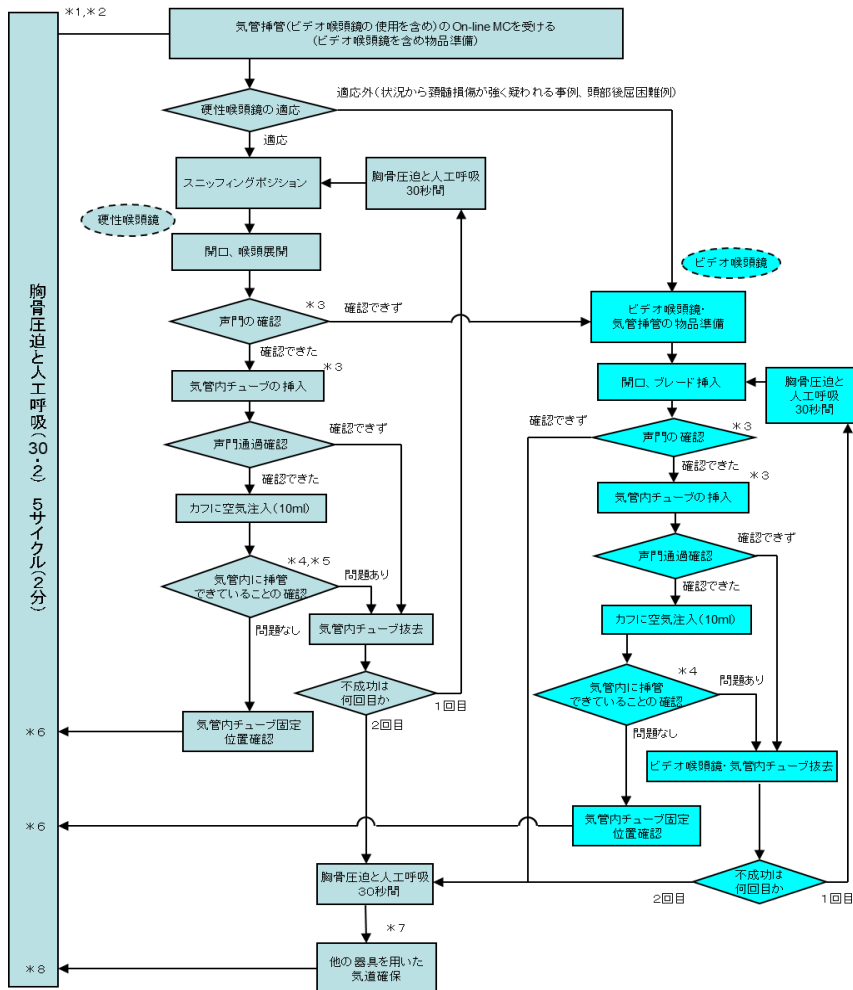 ＊1,＊2
気管挿管（ビデオ喉頭鏡の使用を含め）のOn-line MCを受ける
（ビデオ喉頭鏡を含め物品準備）
硬性喉頭鏡の適応
適応外（状況から頚髄損傷が強く疑われる事例、頭部後屈困難例）
適応
スニッフィングポジション
胸骨圧迫と人工呼吸
30秒間
硬性喉頭鏡
開口、喉頭展開
ビデオ喉頭鏡
＊3
声門の確認
確認できず
ビデオ喉頭鏡・
気管挿管の物品準備
確認できた
＊3
気管内チューブの挿入
開口、ブレード挿入
胸骨圧迫と
人工呼吸
30秒間
声門通過確認
確認できず
確認できず
声門の確認
＊3
確認できた
確認できた
＊3
カフに空気注入（10ml）
気管内チューブの挿入
胸骨圧迫と人工呼吸（30：2） 5サイクル（2分）
＊4,＊5
気管内に挿管
できていることの確認
問題あり
声門通過確認
確認できず
確認できた
問題なし
気管内チューブ抜去
カフに空気注入（10ml）
不成功は
何回目か
1回目
2回目
＊4
気管内に挿管
できていることの確認
問題あり
問題なし
気管内チューブ固定
位置確認
＊6
ビデオ喉頭鏡・気管内チューブ抜去
気管内チューブ固定
位置確認
＊6
胸骨圧迫と人工呼吸
30秒間
不成功は
何回目か
2回目
1回目
＊7
他の器具を用いた
気道確保
＊8